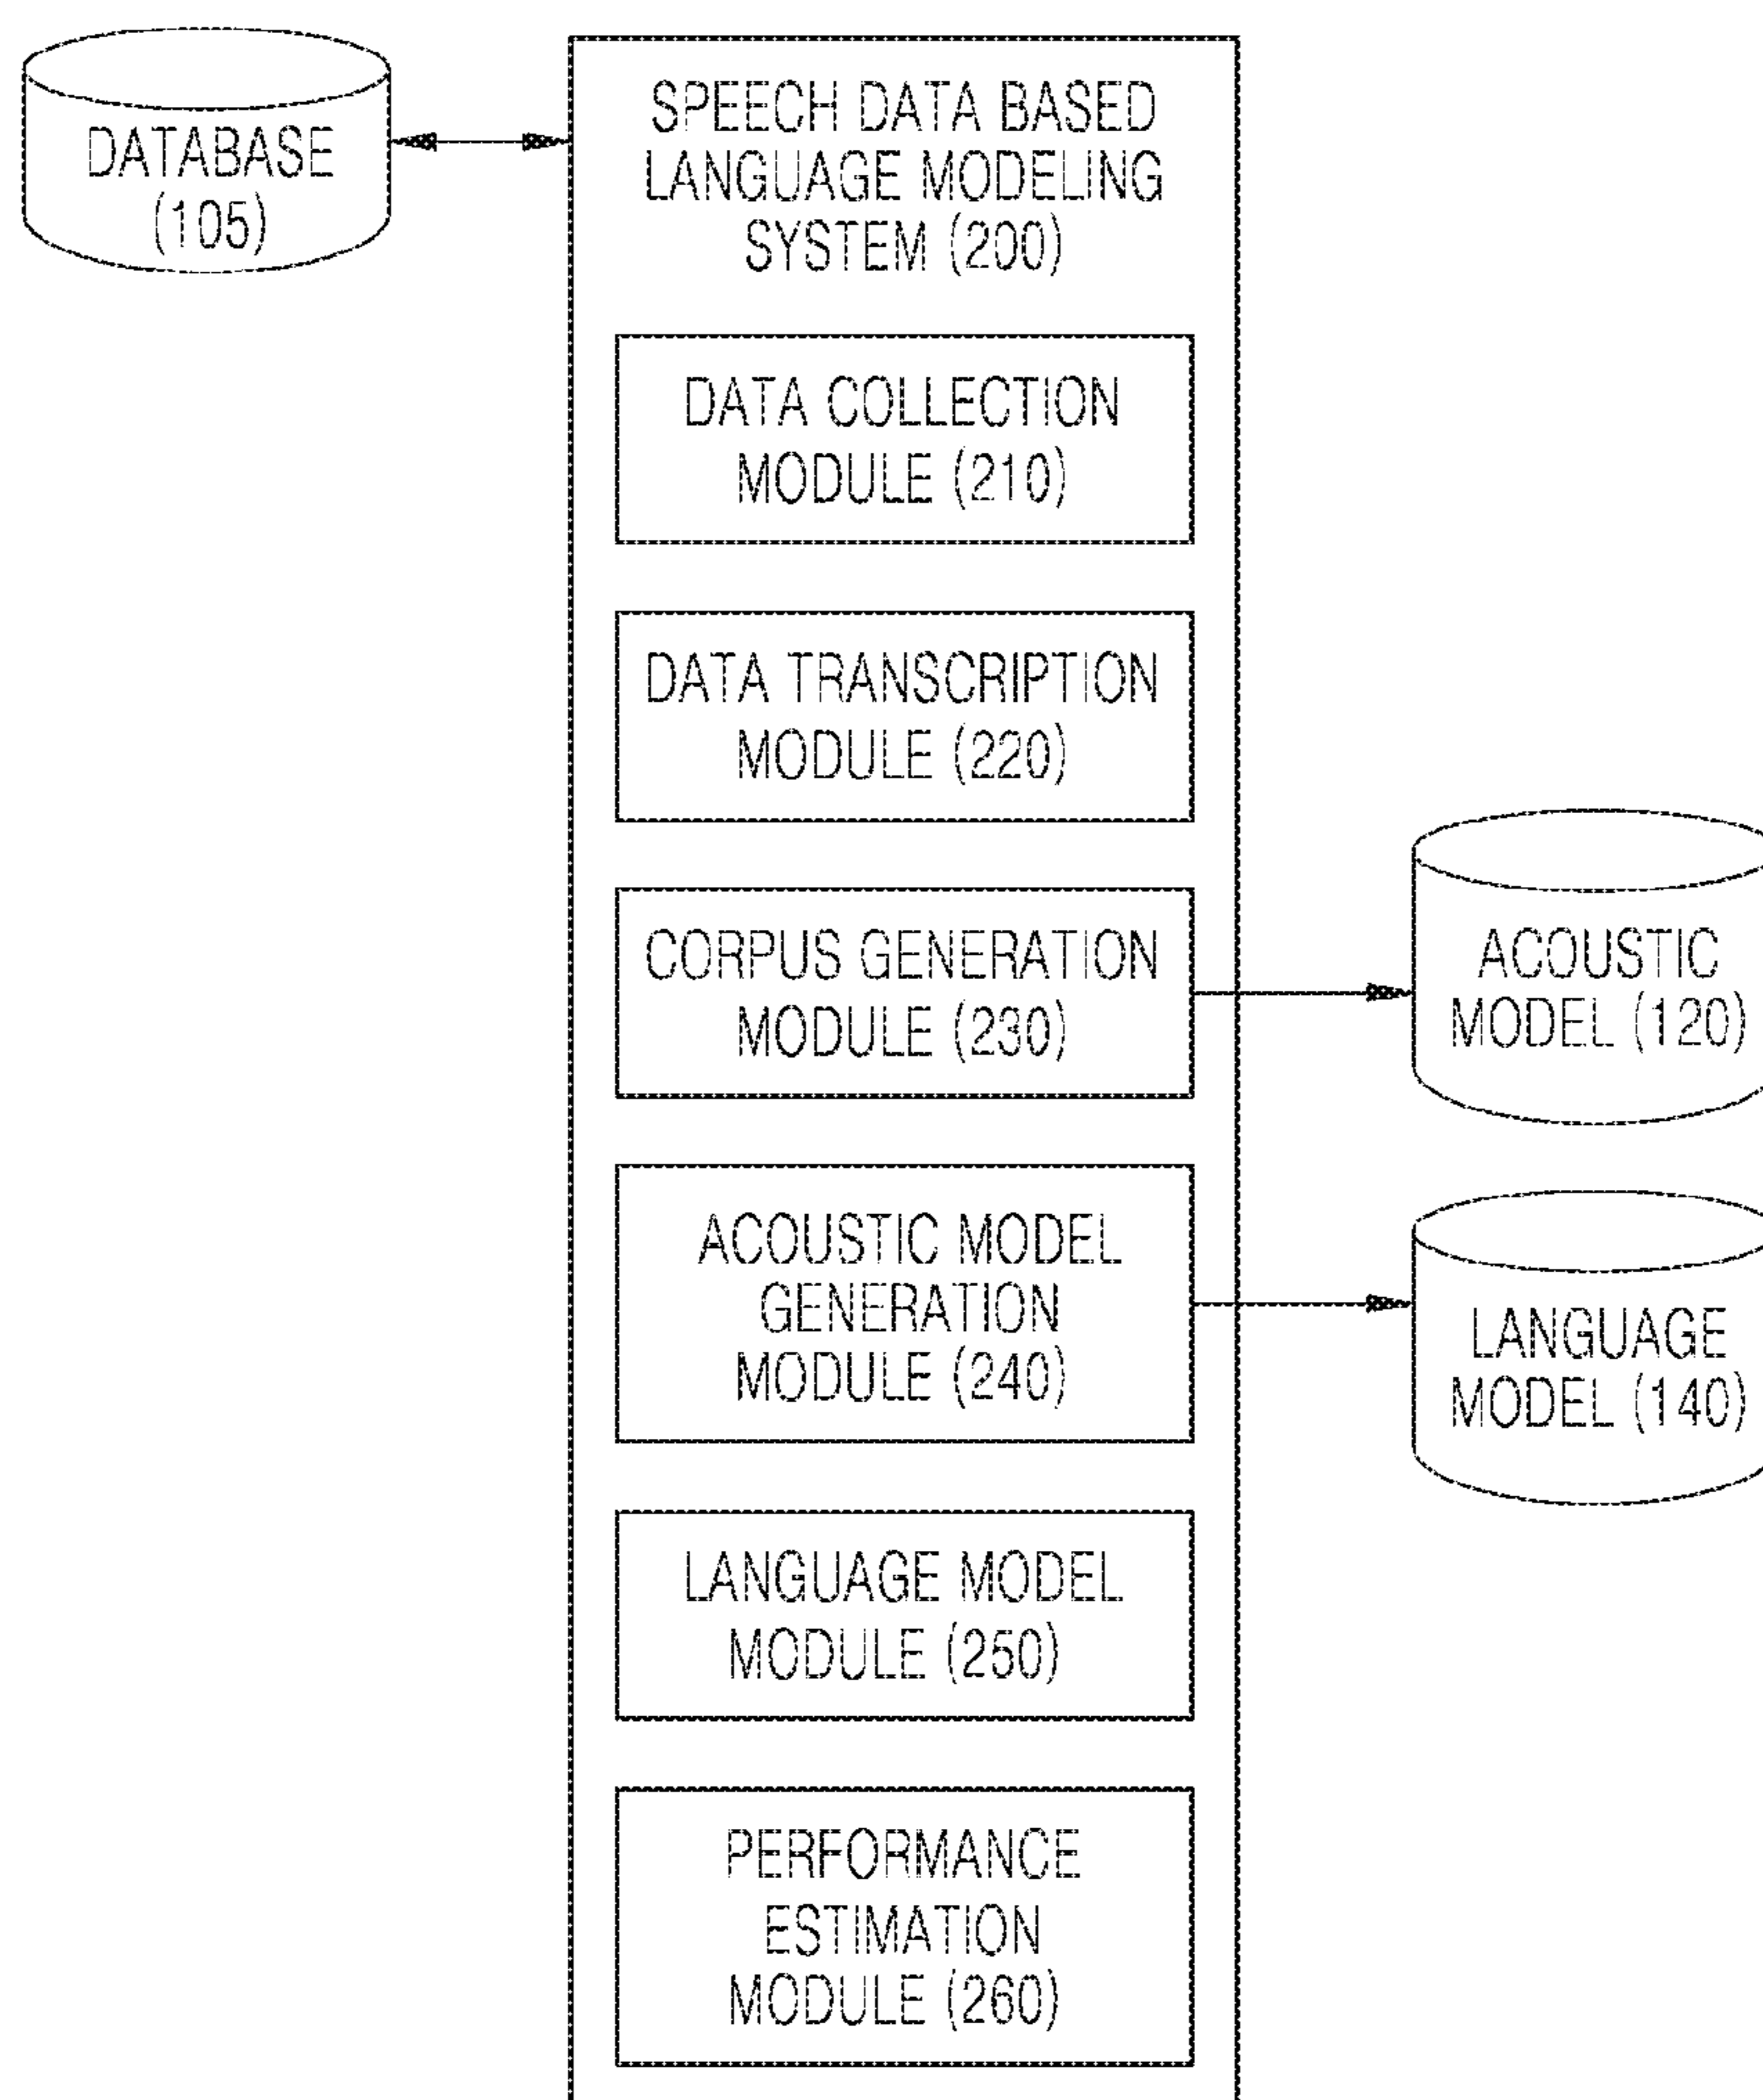 DATABASE
(105)
SPEECH DATA BASED
LANGUAGE MODELING
SYSTEM (200)
DATA COLLECTION
MODULE (210)
DATA TRANSCRIPTION
MODULE (220)
CORPUS GENERATION
MODULE (230)
ACOUSTIC
MODEL (120)
ACOUSTIC MODEL
GENERATION
MODULE (240)
LANGUAGE
MODEL (140)
LANGUAGE MODEL
MODULE (250)
PERFORMANCE
ESTIMATION
MODULE (260)